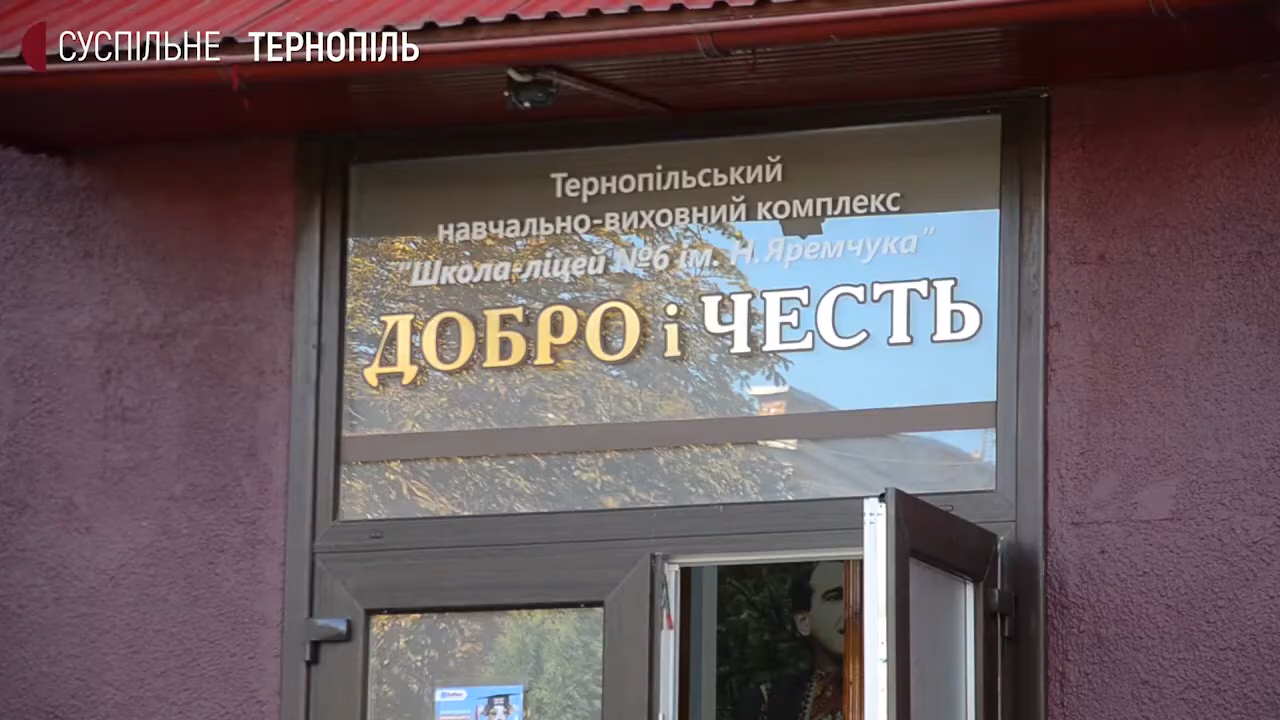 СУСПІЛЬНЕ ТЕРНОПІЛЬ
Тернопільський
навчально-виховний комплекс
"Школа-ліцей №6 ім. Н.Яремчука"
ДОБРО і ЧЕСТЬ